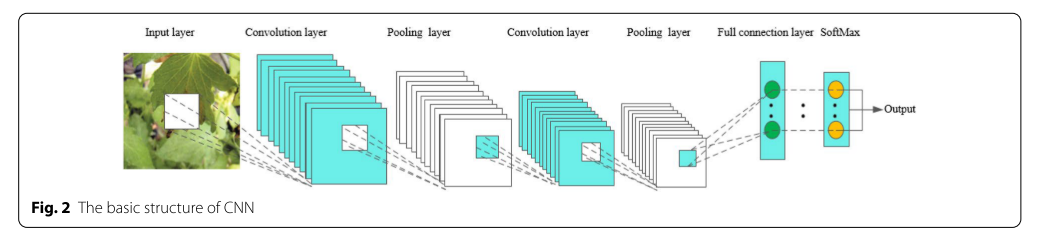 Input layer Convolution layer Pooling layer Convolution layer Pooling layer Full connection layer SoftMax
Output
Fig. 2 The basic structure of CNN